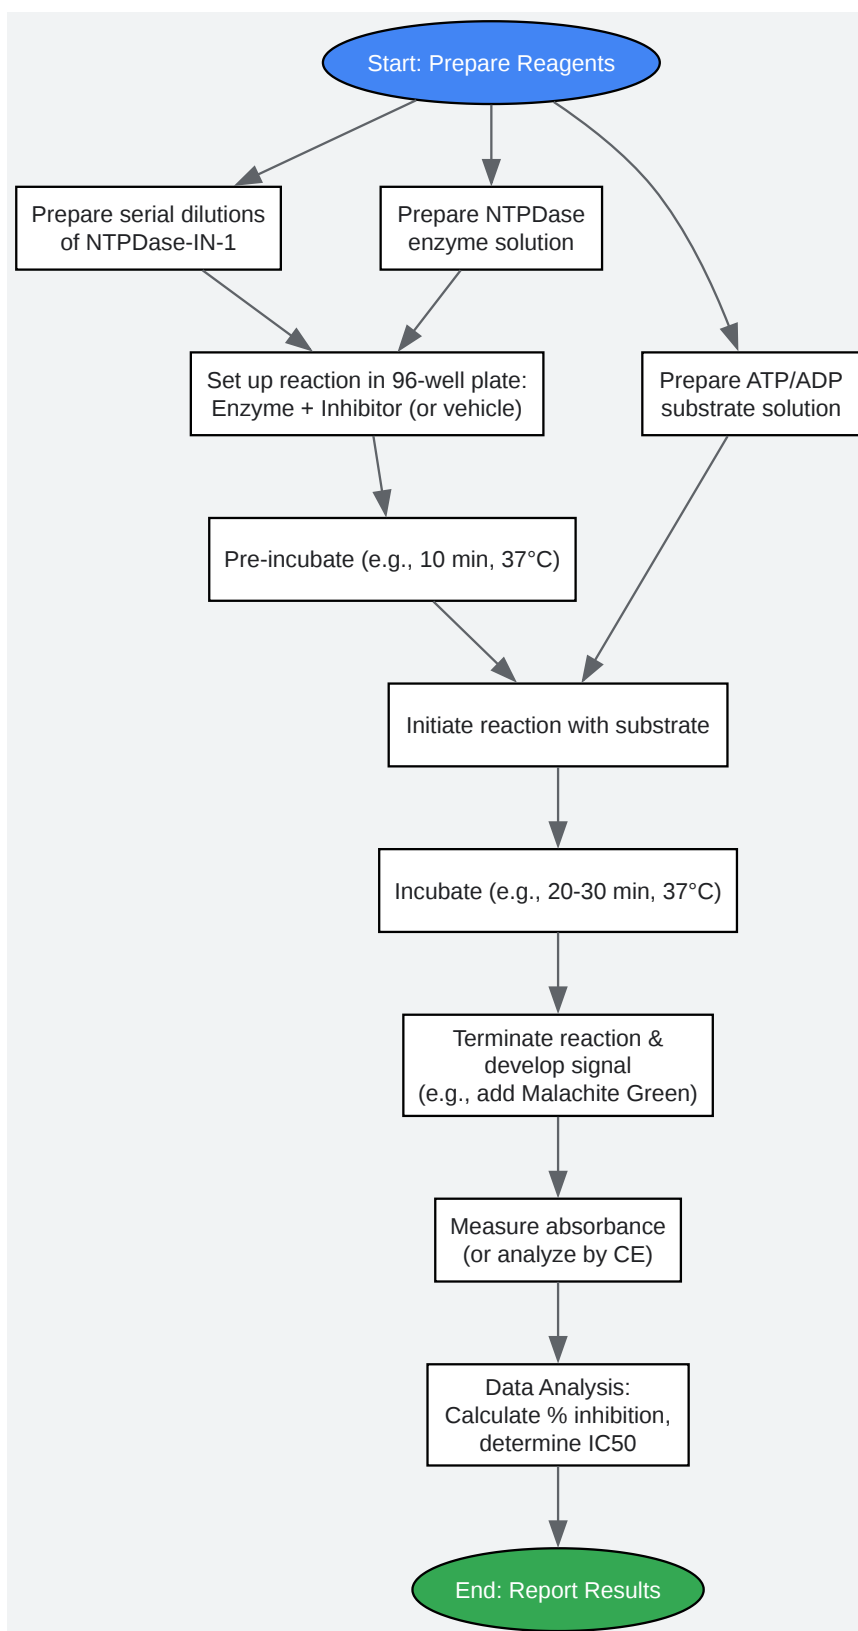 Start: Prepare Reagents
Prepare serial dilutions
of NTPDase-IN-1
Prepare NTPDase
enzyme solution
Set up reaction in 96-well plate:
Enzyme + Inhibitor (or vehicle)
Prepare ATP/ADP
substrate solution
Pre-incubate (e.g., 10 min, 37°C)
Initiate reaction with substrate
Incubate (e.g., 20-30 min, 37°C)
Terminate reaction &
develop signal
(e.g., add Malachite Green)
Measure absorbance
(or analyze by CE)
Data Analysis:
Calculate % inhibition,
determine IC50
End: Report Results